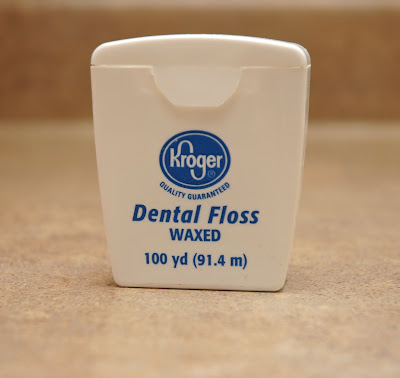 Kroger®
QUALITY GUARANTEED
Dental Floss
WAXED
100 yd (91.4 m)